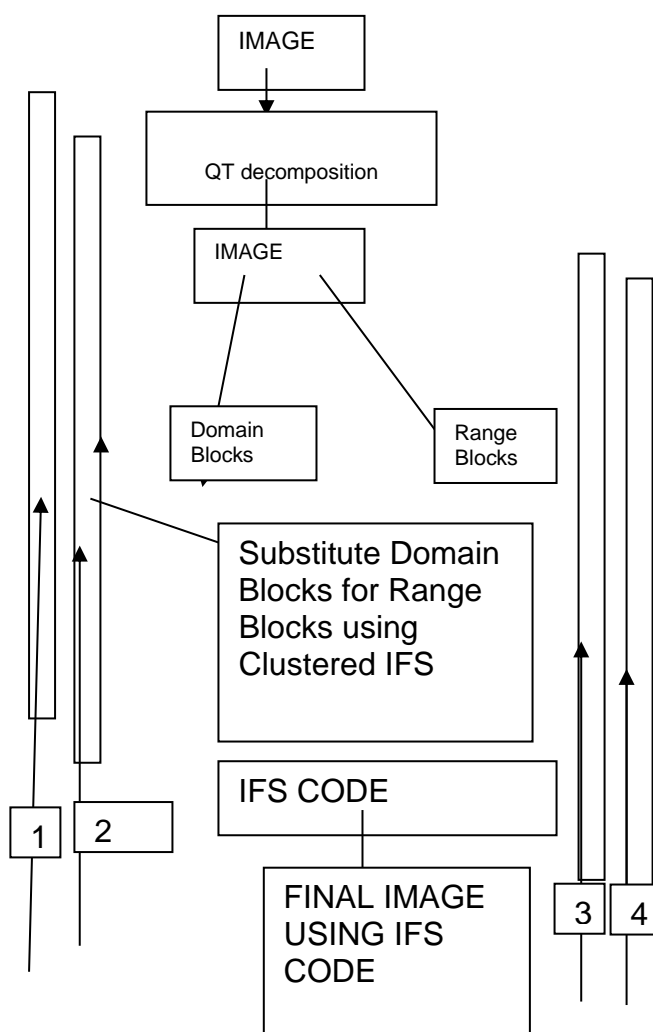 IMAGE
QT decomposition
IMAGE
Domain
Blocks
Range
Blocks
Substitute Domain
Blocks for Range
Blocks using
Clustered IFS
IFS CODE
1
2
FINAL IMAGE
USING IFS
CODE
3
4